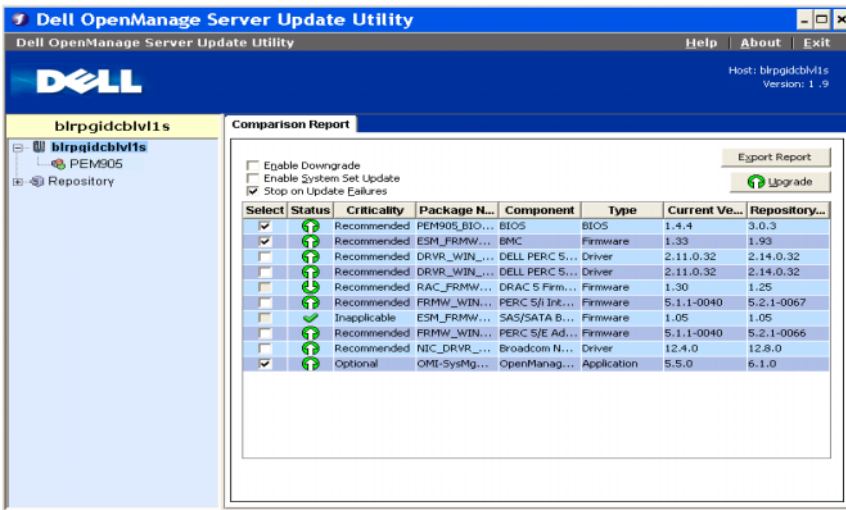 Dell OpenManage Server Update Utility
Dell OpenManage Server Update Utility Help | About | Exit
DELL
Host: blrpgidcblvl1s
Version: 1 .9
blrpgidcblvl1s
Comparison Report
blrpgidcblvl1s
PEM905
Repository
Enable Downgrade
Enable System Set Update
Stop on Update Failures
Export Report
Upgrade
Select Status Criticality Package N... Component Type Current Ve... Repository...
Recommended PEM905_BIO... BIOS BIOS 1.4.4 3.0.3
Recommended ESM_FRMW... BMC Firmware 1.33 1.93
Recommended DRVR_WIN_... DELL PERC 5... Driver 2.11.0.32 2.14.0.32
Recommended DRVR_WIN_... DELL PERC 5... Driver 2.11.0.32 2.14.0.32
Recommended RAC_FRMW... DRAC 5 Firm... Firmware 1.30 1.25
Recommended FRMW_WIN... PERC 5/i Int... Firmware 5.1.1-0040 5.2.1-0067
Inapplicable ESM_FRMW... SAS/SATA B... Firmware 1.05 1.05
Recommended FRMW_WIN... PERC 5/E Ad... Firmware 5.1.1-0040 5.2.1-0066
Recommended NIC_DRVR_... Broadcom N... Driver 12.4.0 12.8.0
Optional OMI-SysMg... OpenManag... Application 5.5.0 6.1.0